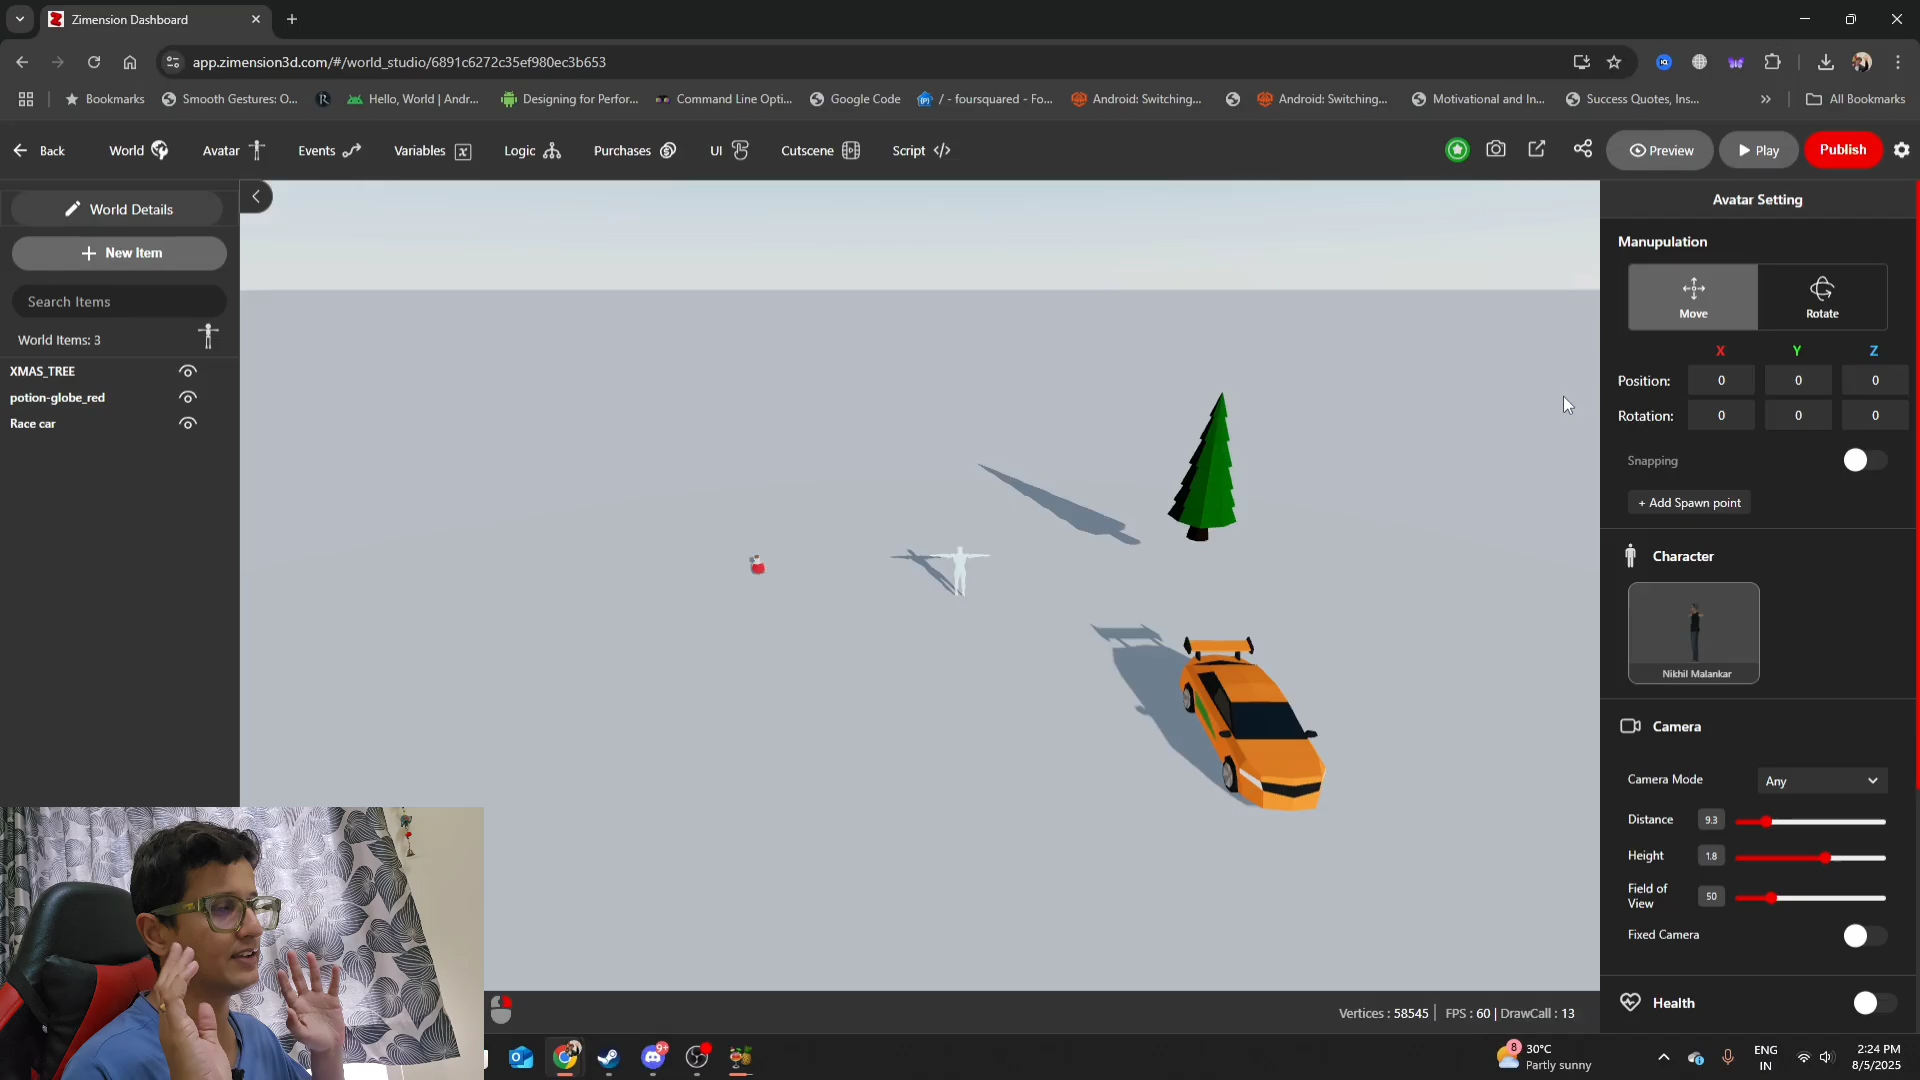 Zimension Dashboard
app.zimension3d.com/#/world_studio/6891c6272c35ef980ec3b653
Bookmarks
Smooth Gestures: O...
Hello, World | Andr...
Designing for Perfor...
Command Line Opti...
Google Code
/ - foursquared - Fo...
Android: Switching...
Android: Switching...
Motivational and In...
Success Quotes, Ins...
All Bookmarks
Back
World
Avatar
Events
Variables
Logic
Purchases
UI
Cutscene
Script
Preview
Play
Publish
World Details
New Item
Search Items
World Items: 3
XMAS_TREE
potion-globe_red
Race car
Avatar Setting
Manupulation
Move
Rotate
X Y Z
Position: 0 0 0
Rotation: 0 0 0
Snapping
+ Add Spawn point
Character
Nikhil Malankar
Camera
Camera Mode Any
Distance 9.3
Height 1.8
Field of View 50
Fixed Camera
Health
Vertices : 58545 | FPS : 60 | DrawCall : 13
9+
8
30°C
Partly sunny
ENG
IN
2:24 PM
8/5/2025